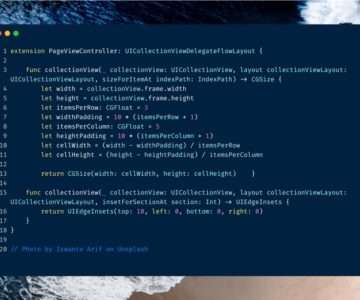 1 extension PageViewController: UICollectionViewDelegateFlowLayout {
2
3 func collectionView(_ collectionView: UICollectionView, layout collectionViewLayout:
UICollectionViewLayout, sizeForItemAt indexPath: IndexPath) -> CGSize {
4 let width = collectionView.frame.width
5 let height = collectionView.frame.height
6 let itemsPerRow: CGFloat = 3
7 let widthPadding = 10 * (itemsPerRow + 1)
8 let itemsPerColumn: CGFloat = 5
9 let heightPadding = 10 * (itemsPerColumn + 1)
10 let cellWidth = (width - widthPadding) / itemsPerRow
11 let cellHeight = (height - heightPadding) / itemsPerColumn
12
13 return CGSize(width: cellWidth, height: cellHeight) }
14
15 func collectionView(_ collectionView: UICollectionView, layout collectionViewLayout:
UICollectionViewLayout, insetForSectionAt section: Int) -> UIEdgeInsets {
16 return UIEdgeInsets(top: 10, left: 0, bottom: 0, right: 0)
17 }
18 }
19
20 // Photo by Iswanto Arif on Unsplash